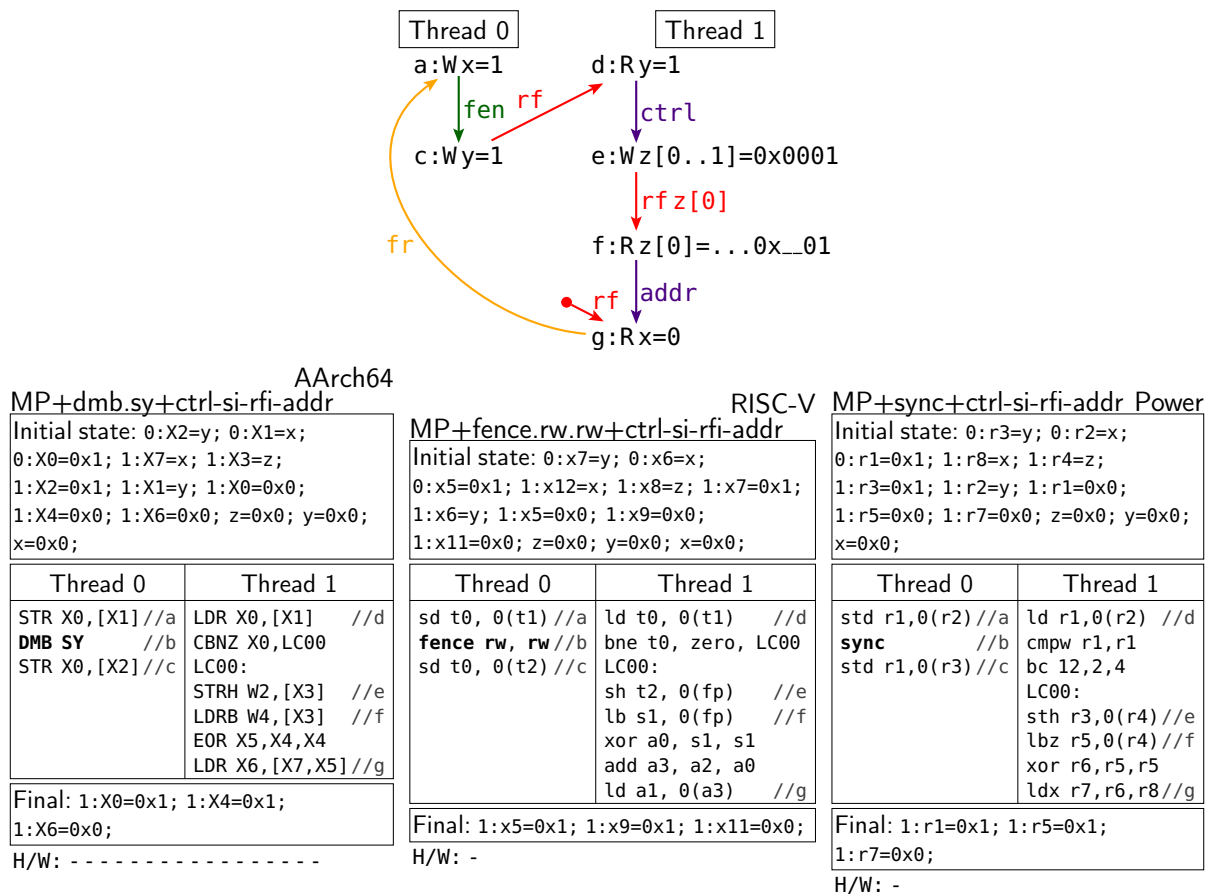 Thread 0
Thread 1
a:Wx=1
d:Ry=1
fen
rf
ctrl
c:Wy=1
e:Wz[0..1]=0x0001
rf z[0]
fr
f:Rz[0]=...0x__01
addr
rf
g:Rx=0
AArch64
MP+dmb.sy+ctrl-si-rfi-addr
Initial state: 0:X2=y; 0:X1=x;
0:X0=0x1; 1:X7=x; 1:X3=z;
1:X2=0x1; 1:X1=y; 1:X0=0x0;
1:X4=0x0; 1:X6=0x0; z=0x0; y=0x0;
x=0x0;
Thread 0
STR X0,[X1]//a
DMB SY //b
STR X0,[X2]//c
Thread 1
LDR X0,[X1] //d
CBNZ X0,LC00
LC00:
STRH W2,[X3] //e
LDRB W4,[X3] //f
EOR X5,X4,X4
LDR X6,[X7,X5]//g
Final: 1:X0=0x1; 1:X4=0x1;
1:X6=0x0;
H/W: - - - - - - - - - - - - - - - - -
RISC-V
MP+fence.rw.rw+ctrl-si-rfi-addr
Initial state: 0:x7=y; 0:x6=x;
0:x5=0x1; 1:x12=x; 1:x8=z; 1:x7=0x1;
1:x6=y; 1:x5=0x0; 1:x9=0x0;
1:x11=0x0; z=0x0; y=0x0; x=0x0;
Thread 0
sd t0, 0(t1)//a
fence rw, rw//b
sd t0, 0(t2)//c
Thread 1
ld t0, 0(t1) //d
bne t0, zero, LC00
LC00:
sh t2, 0(fp) //e
lb s1, 0(fp) //f
xor a0, s1, s1
add a3, a2, a0
ld a1, 0(a3) //g
Final: 1:x5=0x1; 1:x9=0x1; 1:x11=0x0;
H/W: -
MP+sync+ctrl-si-rfi-addr Power
Initial state: 0:r3=y; 0:r2=x;
0:r1=0x1; 1:r8=x; 1:r4=z;
1:r3=0x1; 1:r2=y; 1:r1=0x0;
1:r5=0x0; 1:r7=0x0; z=0x0; y=0x0;
x=0x0;
Thread 0
std r1,0(r2)//a
sync //b
std r1,0(r3)//c
Thread 1
ld r1,0(r2) //d
cmpw r1,r1
bc 12,2,4
LC00:
sth r3,0(r4)//e
lbz r5,0(r4)//f
xor r6,r5,r5
ldx r7,r6,r8//g
Final: 1:r1=0x1; 1:r5=0x1;
1:r7=0x0;
H/W: -